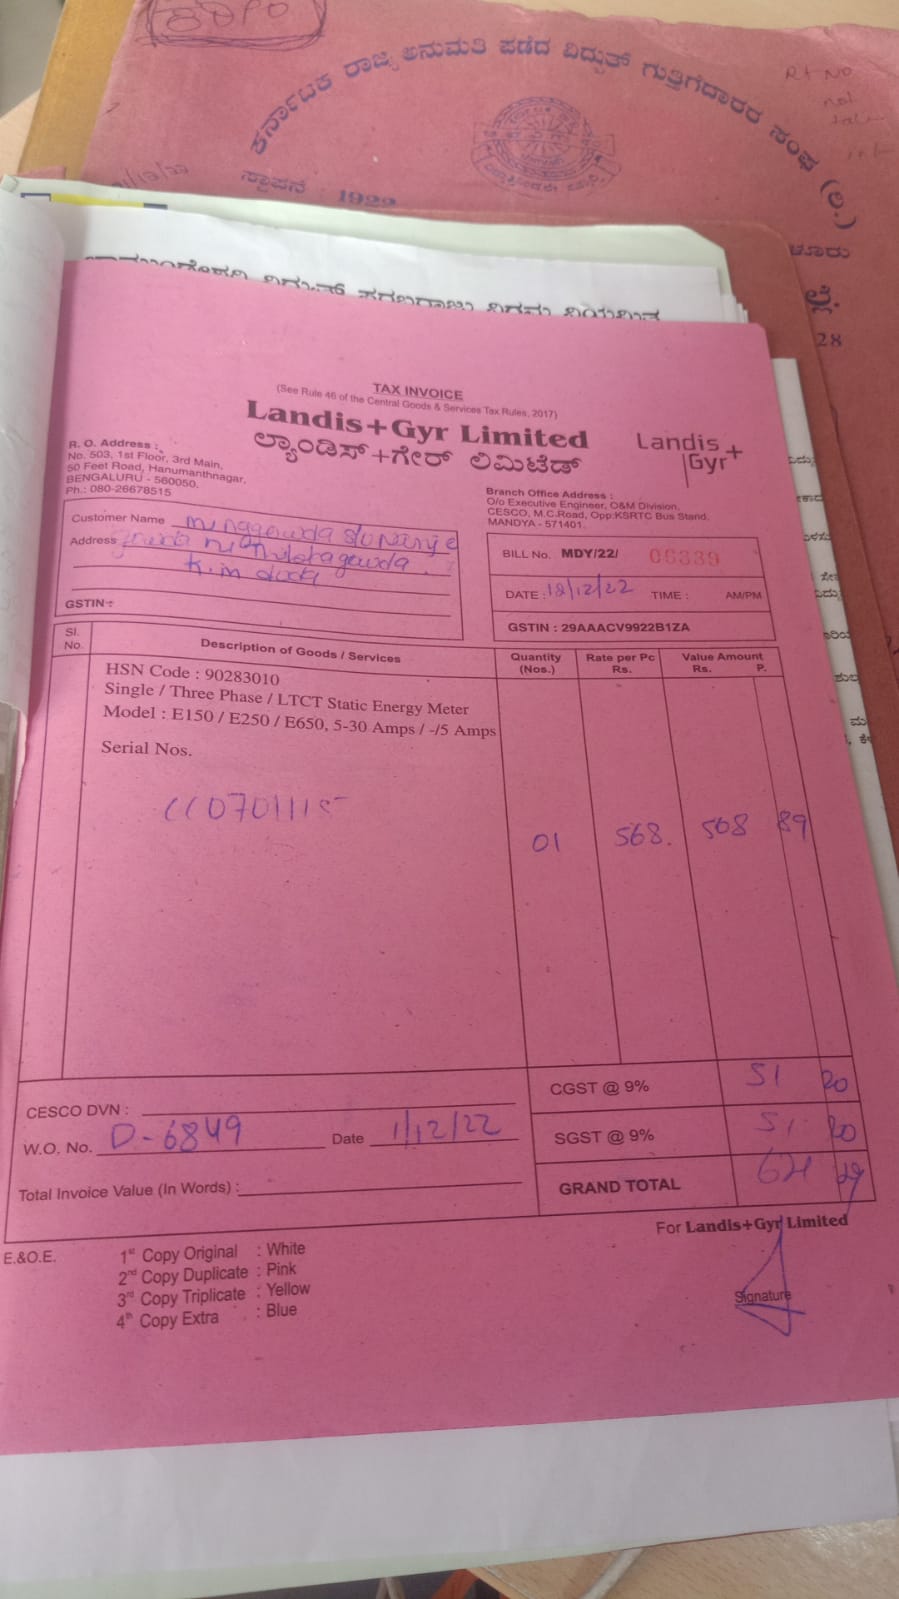 ಕರ್ನಾಟಕ ರಾಜ್ಯ ಅನುಮತಿ ಪಡೆದ ವಿದ್ಯುತ್ ಗುತ್ತಿಗೆದಾರರ ಸಂಘ (ರಿ.)
ಸ್ಥಾಪನೆ : 1922
Rt No
not
28
TAX INVOICE
(See Rule 46 of the Central Goods & Services Tax Rules, 2017)
Landis+Gyr Limited
ಲ್ಯಾಂಡಿಸ್+ಗೇರ್ ಲಿಮಿಟೆಡ್
Landis+
Gyr
R. O. Address :
No. 503, 1st Floor, 3rd Main,
50 Feet Road, Hanumanthnagar,
BENGALURU - 560050.
Ph.: 080-26678515
Branch Office Address :
O/o Executive Engineer, O&M Division,
CESCO, M.C.Road, Opp:KSRTC Bus Stand,
MANDYA - 571401.
Customer Name
Address
K.m doddi
GSTIN :
BILL No. MDY/22/ 06389
DATE : 18/12/22 TIME : AM/PM
GSTIN : 29AAACV9922B1ZA
Sl. No. Description of Goods / Services Quantity (Nos.) Rate per Pc Rs. Value Amount Rs. P.
HSN Code : 90283010
Single / Three Phase / LTCT Static Energy Meter
Model : E150 / E250 / E650, 5-30 Amps / -/5 Amps
Serial Nos.
01 568. 568 89
CESCO DVN :
CGST @ 9% 51 20
W.O. No. D-6849 Date 1/12/22
SGST @ 9% 51 20
Total Invoice Value (In Words) :
GRAND TOTAL
For Landis+Gyr Limited
E.&O.E.
1st Copy Original : White
2nd Copy Duplicate : Pink
3rd Copy Triplicate : Yellow
4th Copy Extra : Blue
Signature